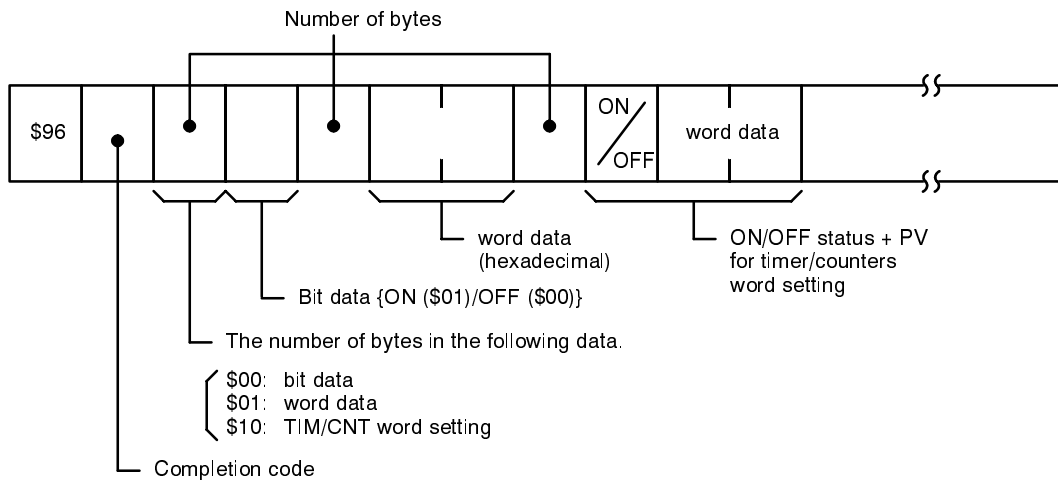 Number of bytes
$96
ON
OFF
word data
word data
(hexadecimal)
ON/OFF status + PV
for timer/counters
word setting
Bit data {ON ($01)/OFF ($00)}
The number of bytes in the following data.
$00: bit data
$01: word data
$10: TIM/CNT word setting
Completion code